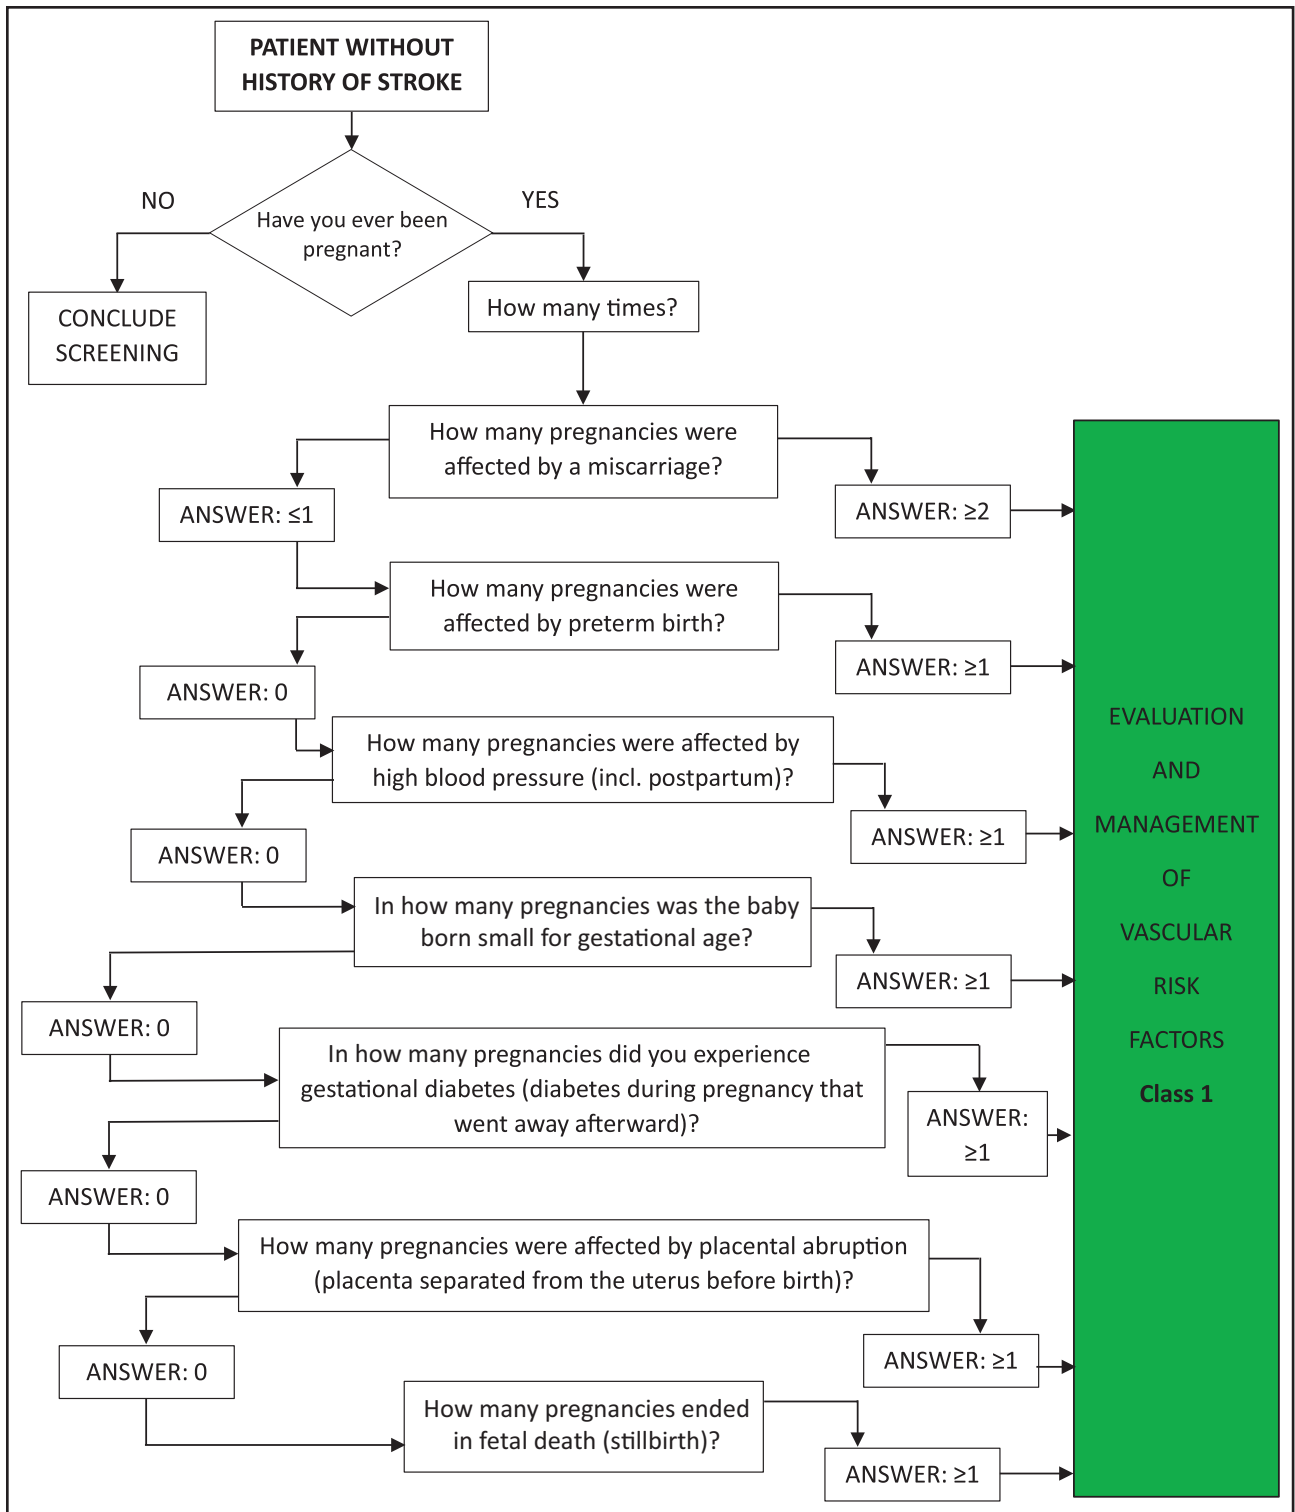 PATIENT WITHOUT
HISTORY OF STROKE
NO
YES
Have you ever been
pregnant?
CONCLUDE
SCREENING
How many times?
How many pregnancies were
affected by a miscarriage?
ANSWER: ≤1
ANSWER: ≥2
How many pregnancies were
affected by preterm birth?
ANSWER: 0
ANSWER: ≥1
How many pregnancies were affected by
high blood pressure (incl. postpartum)?
ANSWER: 0
ANSWER: ≥1
In how many pregnancies was the baby
born small for gestational age?
ANSWER: 0
ANSWER: ≥1
In how many pregnancies did you experience
gestational diabetes (diabetes during pregnancy that
went away afterward)?
ANSWER: 0
ANSWER:
≥1
How many pregnancies were affected by placental abruption
(placenta separated from the uterus before birth)?
ANSWER: 0
ANSWER: ≥1
How many pregnancies ended
in fetal death (stillbirth)?
ANSWER: ≥1
EVALUATION
AND
MANAGEMENT
OF
VASCULAR
RISK
FACTORS
Class 1